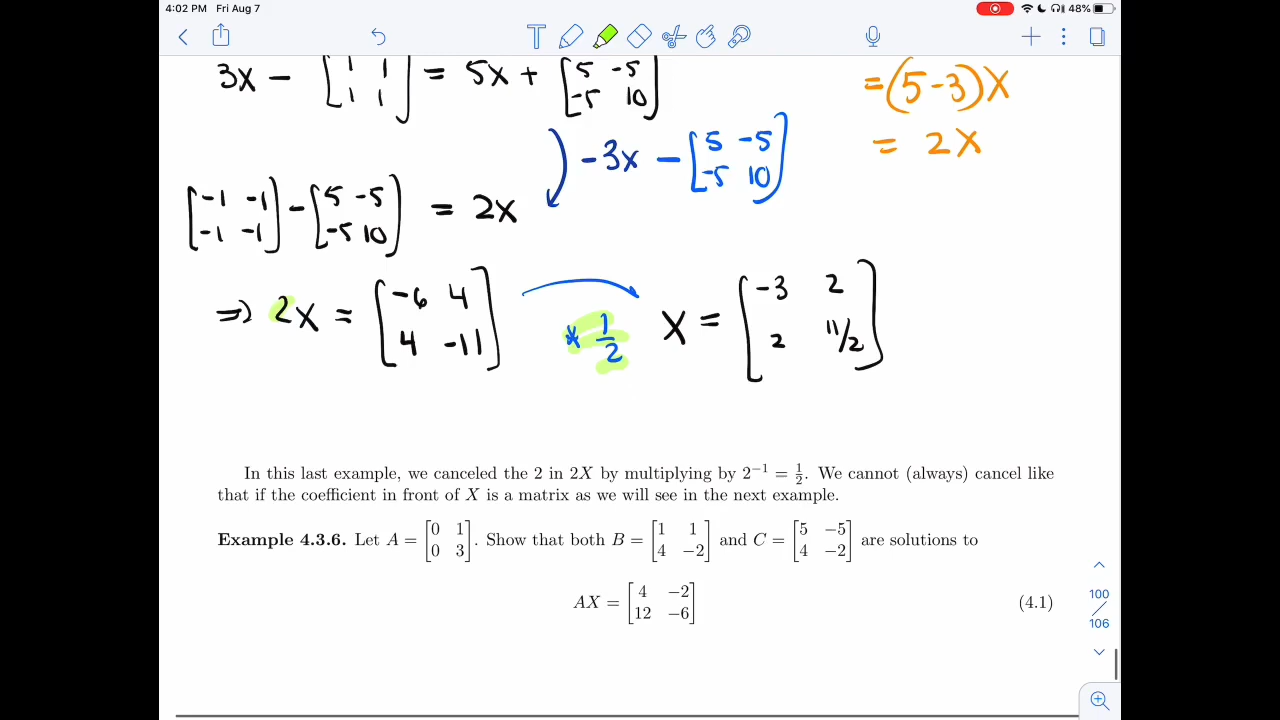 4:02 PM Fri Aug 7 48%
3X - [1 1; 1 1] = 5X + [5 -5; -5 10]
= (5-3)X
= 2X
-3X - [5 -5; -5 10]
[-1 -1; -1 -1] - [5 -5; -5 10] = 2X
⇒ 2X = [-6 4; 4 -11] * 1/2 X = [-3 2; 2 11/2]
In this last example, we canceled the 2 in 2X by multiplying by 2⁻¹ = 1/2. We cannot (always) cancel like
that if the coefficient in front of X is a matrix as we will see in the next example.
Example 4.3.6. Let A = [0 1; 0 3]. Show that both B = [1 1; 4 -2] and C = [5 -5; 4 -2] are solutions to
AX = [4 -2; 12 -6] (4.1)
100
106